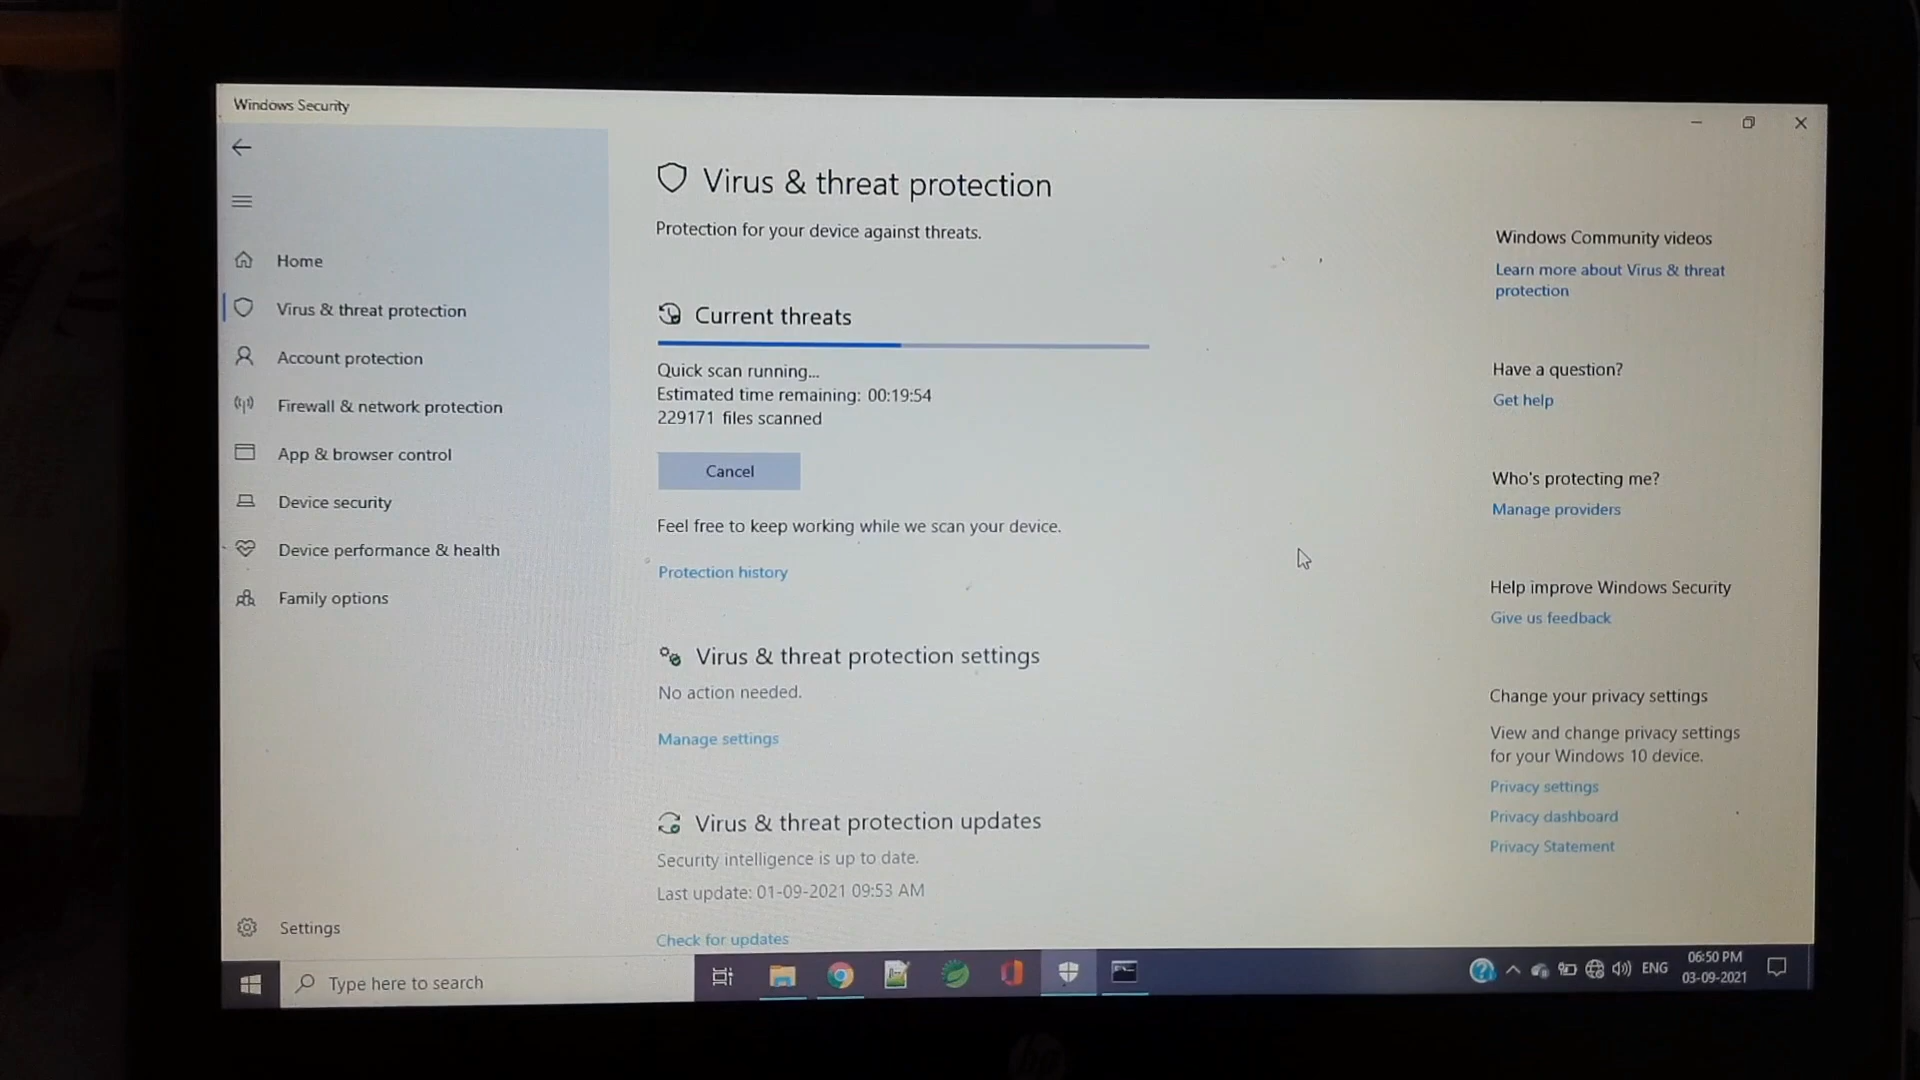 Windows Security
Home
Virus & threat protection
Account protection
Firewall & network protection
App & browser control
Device security
Device performance & health
Family options
Settings
Virus & threat protection
Protection for your device against threats.
Current threats
Quick scan running...
Estimated time remaining: 00:19:54
229171 files scanned
Cancel
Feel free to keep working while we scan your device.
Protection history
Virus & threat protection settings
No action needed.
Manage settings
Virus & threat protection updates
Security intelligence is up to date.
Last update: 01-09-2021 09:53 AM
Check for updates
Windows Community videos
Learn more about Virus & threat
protection
Have a question?
Get help
Who's protecting me?
Manage providers
Help improve Windows Security
Give us feedback
Change your privacy settings
View and change privacy settings
for your Windows 10 device.
Privacy settings
Privacy dashboard
Privacy Statement
Type here to search
ENG
06:50 PM
03-09-2021
hp